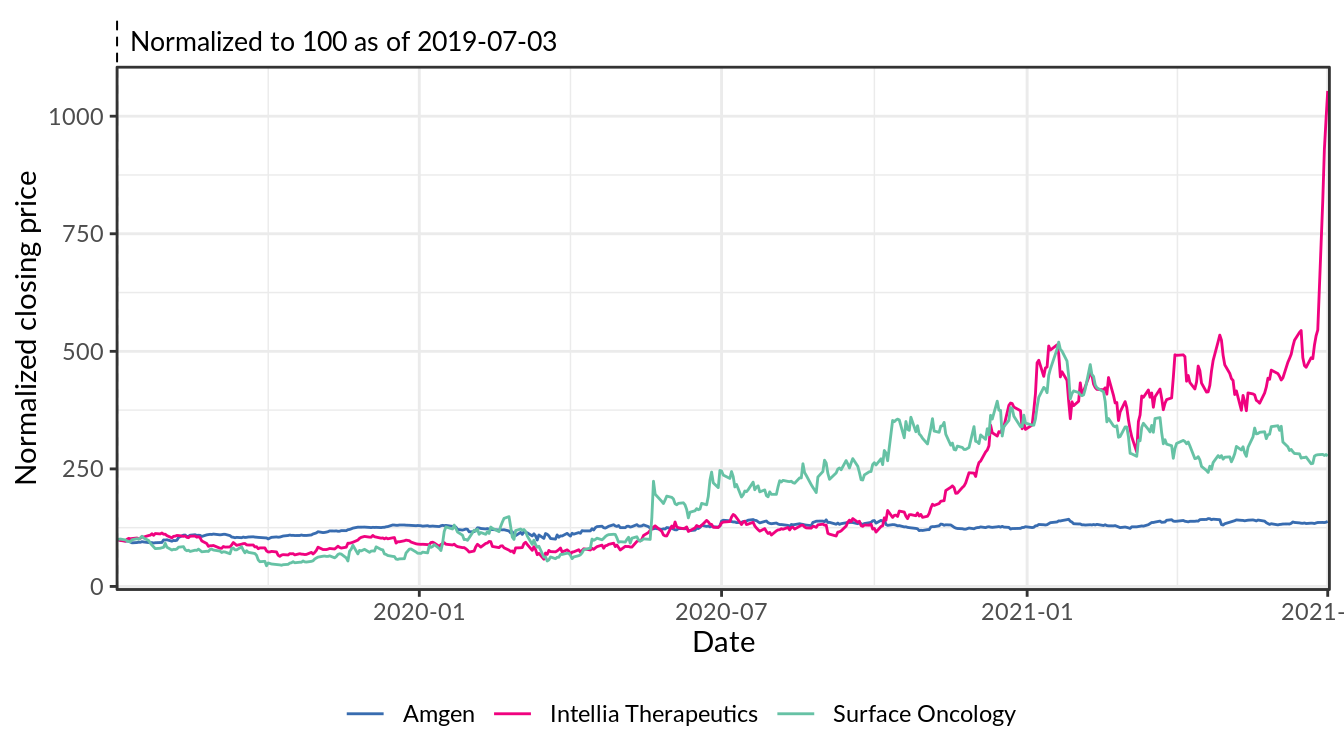 Normalized to 100 as of 2019-07-03
Normalized closing price
1000
750
500
250
0
2020-01 2020-07 2021-01 2021-
Date
Amgen Intellia Therapeutics Surface Oncology